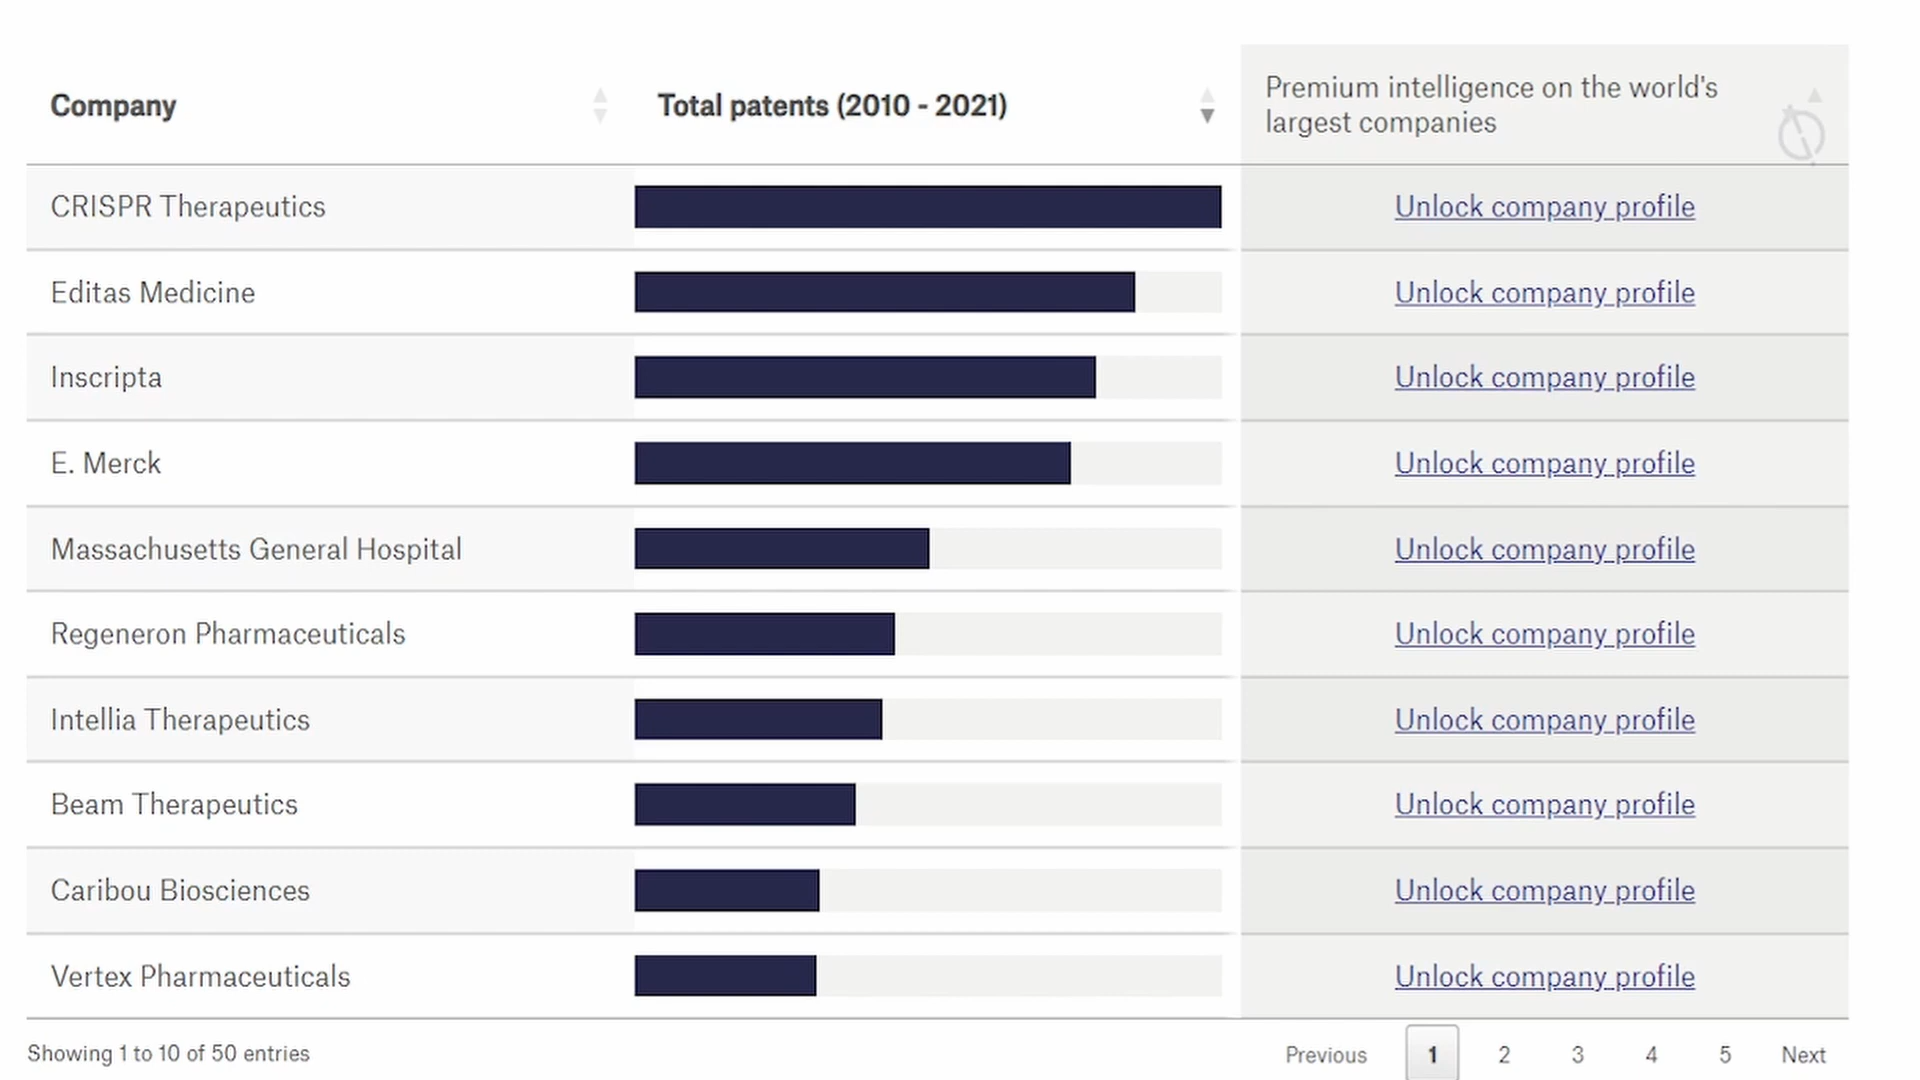 Company
Total patents (2010 - 2021)
Premium intelligence on the world's
largest companies
CRISPR Therapeutics
Unlock company profile
Editas Medicine
Unlock company profile
Inscripta
Unlock company profile
E. Merck
Unlock company profile
Massachusetts General Hospital
Unlock company profile
Regeneron Pharmaceuticals
Unlock company profile
Intellia Therapeutics
Unlock company profile
Beam Therapeutics
Unlock company profile
Caribou Biosciences
Unlock company profile
Vertex Pharmaceuticals
Unlock company profile
Showing 1 to 10 of 50 entries
Previous 1 2 3 4 5 Next